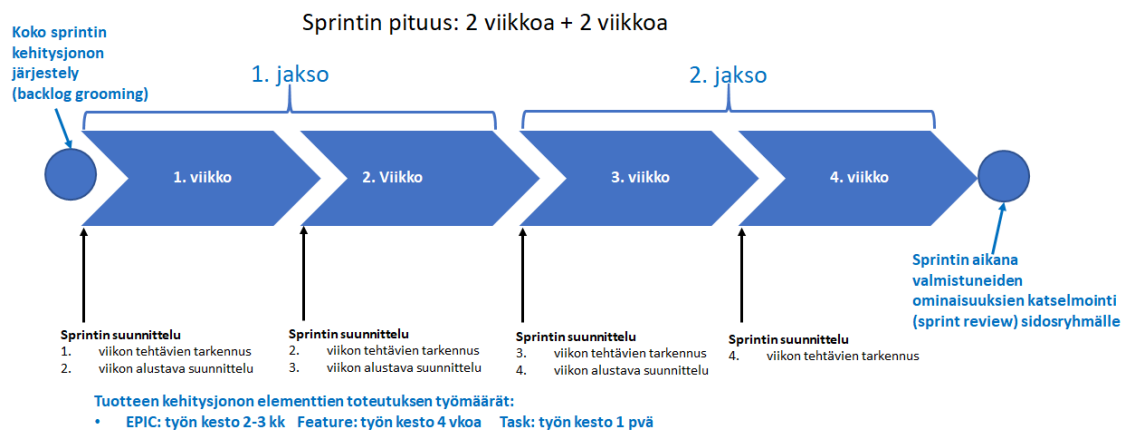 Sprintin pituus: 2 viikkoa + 2 viikkoa
Koko sprintin
kehitysjonon
järjestely
(backlog grooming)
1. jakso
2. jakso
1. viikko
2. Viikko
3. viikko
4. viikko
Sprintin aikana
valmistuneiden
ominaisuuksien katselmointi
(sprint review) sidosryhmälle
Sprintin suunnittelu
1. viikon tehtävien tarkennus
2. viikon alustava suunnittelu
Sprintin suunnittelu
2. viikon tehtävien tarkennus
3. viikon alustava suunnittelu
Sprintin suunnittelu
3. viikon tehtävien tarkennus
4. viikon alustava suunnittelu
Sprintin suunnittelu
4. viikon tehtävien tarkennus
Tuotteen kehitysjonon elementtien toteutuksen työmäärät:
• EPIC: työn kesto 2-3 kk Feature: työn kesto 4 vkoa Task: työn kesto 1 pvä